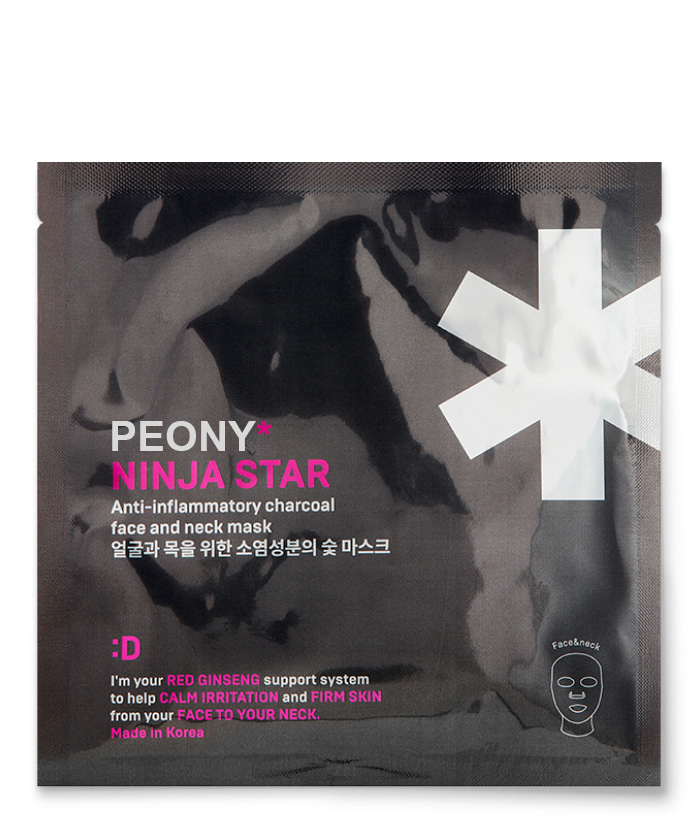 PEONY*
NINJA STAR
Anti-inflammatory charcoal
face and neck mask
얼굴과 목을 위한 소염성분의 숯 마스크
:D
Face&neck
I'm your RED GINSENG support system
to help CALM IRRITATION and FIRM SKIN
from your FACE TO YOUR NECK.
Made in Korea